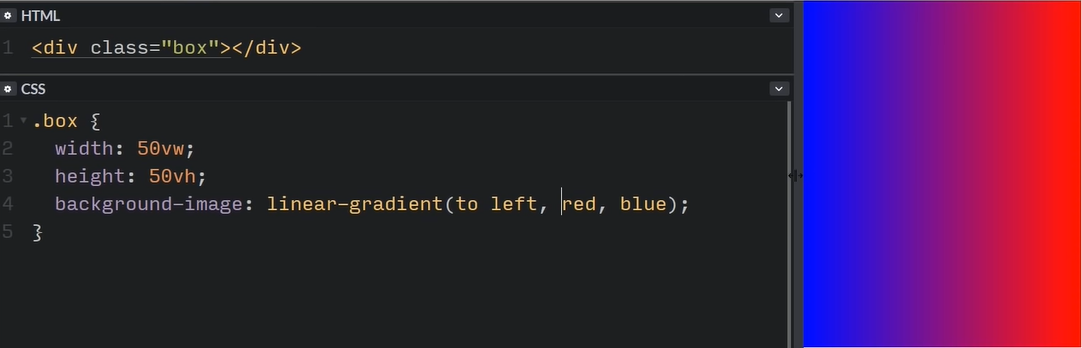 HTML
1 <div class="box"></div>
CSS
1 .box {
2 width: 50vw;
3 height: 50vh;
4 background-image: linear-gradient(to left, red, blue);
5 }